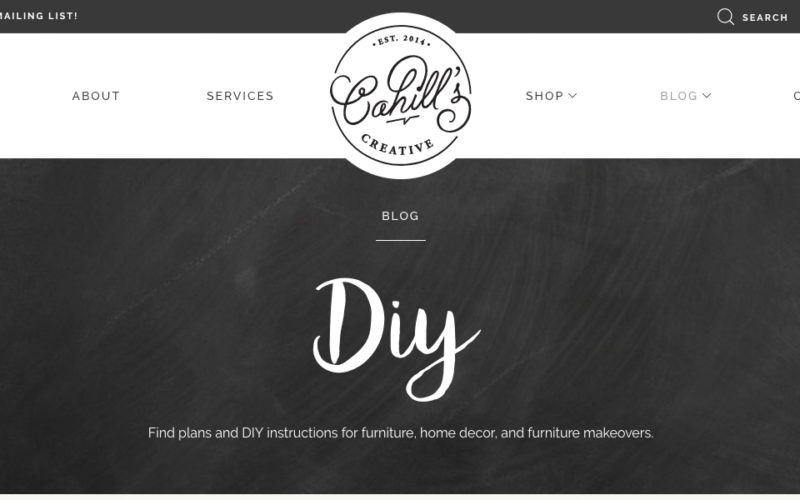 MAILING LIST!
SEARCH
ABOUT
SERVICES
• EST. 2014 •
Cahill's
CREATIVE
SHOP
BLOG
BLOG
Diy
Find plans and DIY instructions for furniture, home decor, and furniture makeovers.